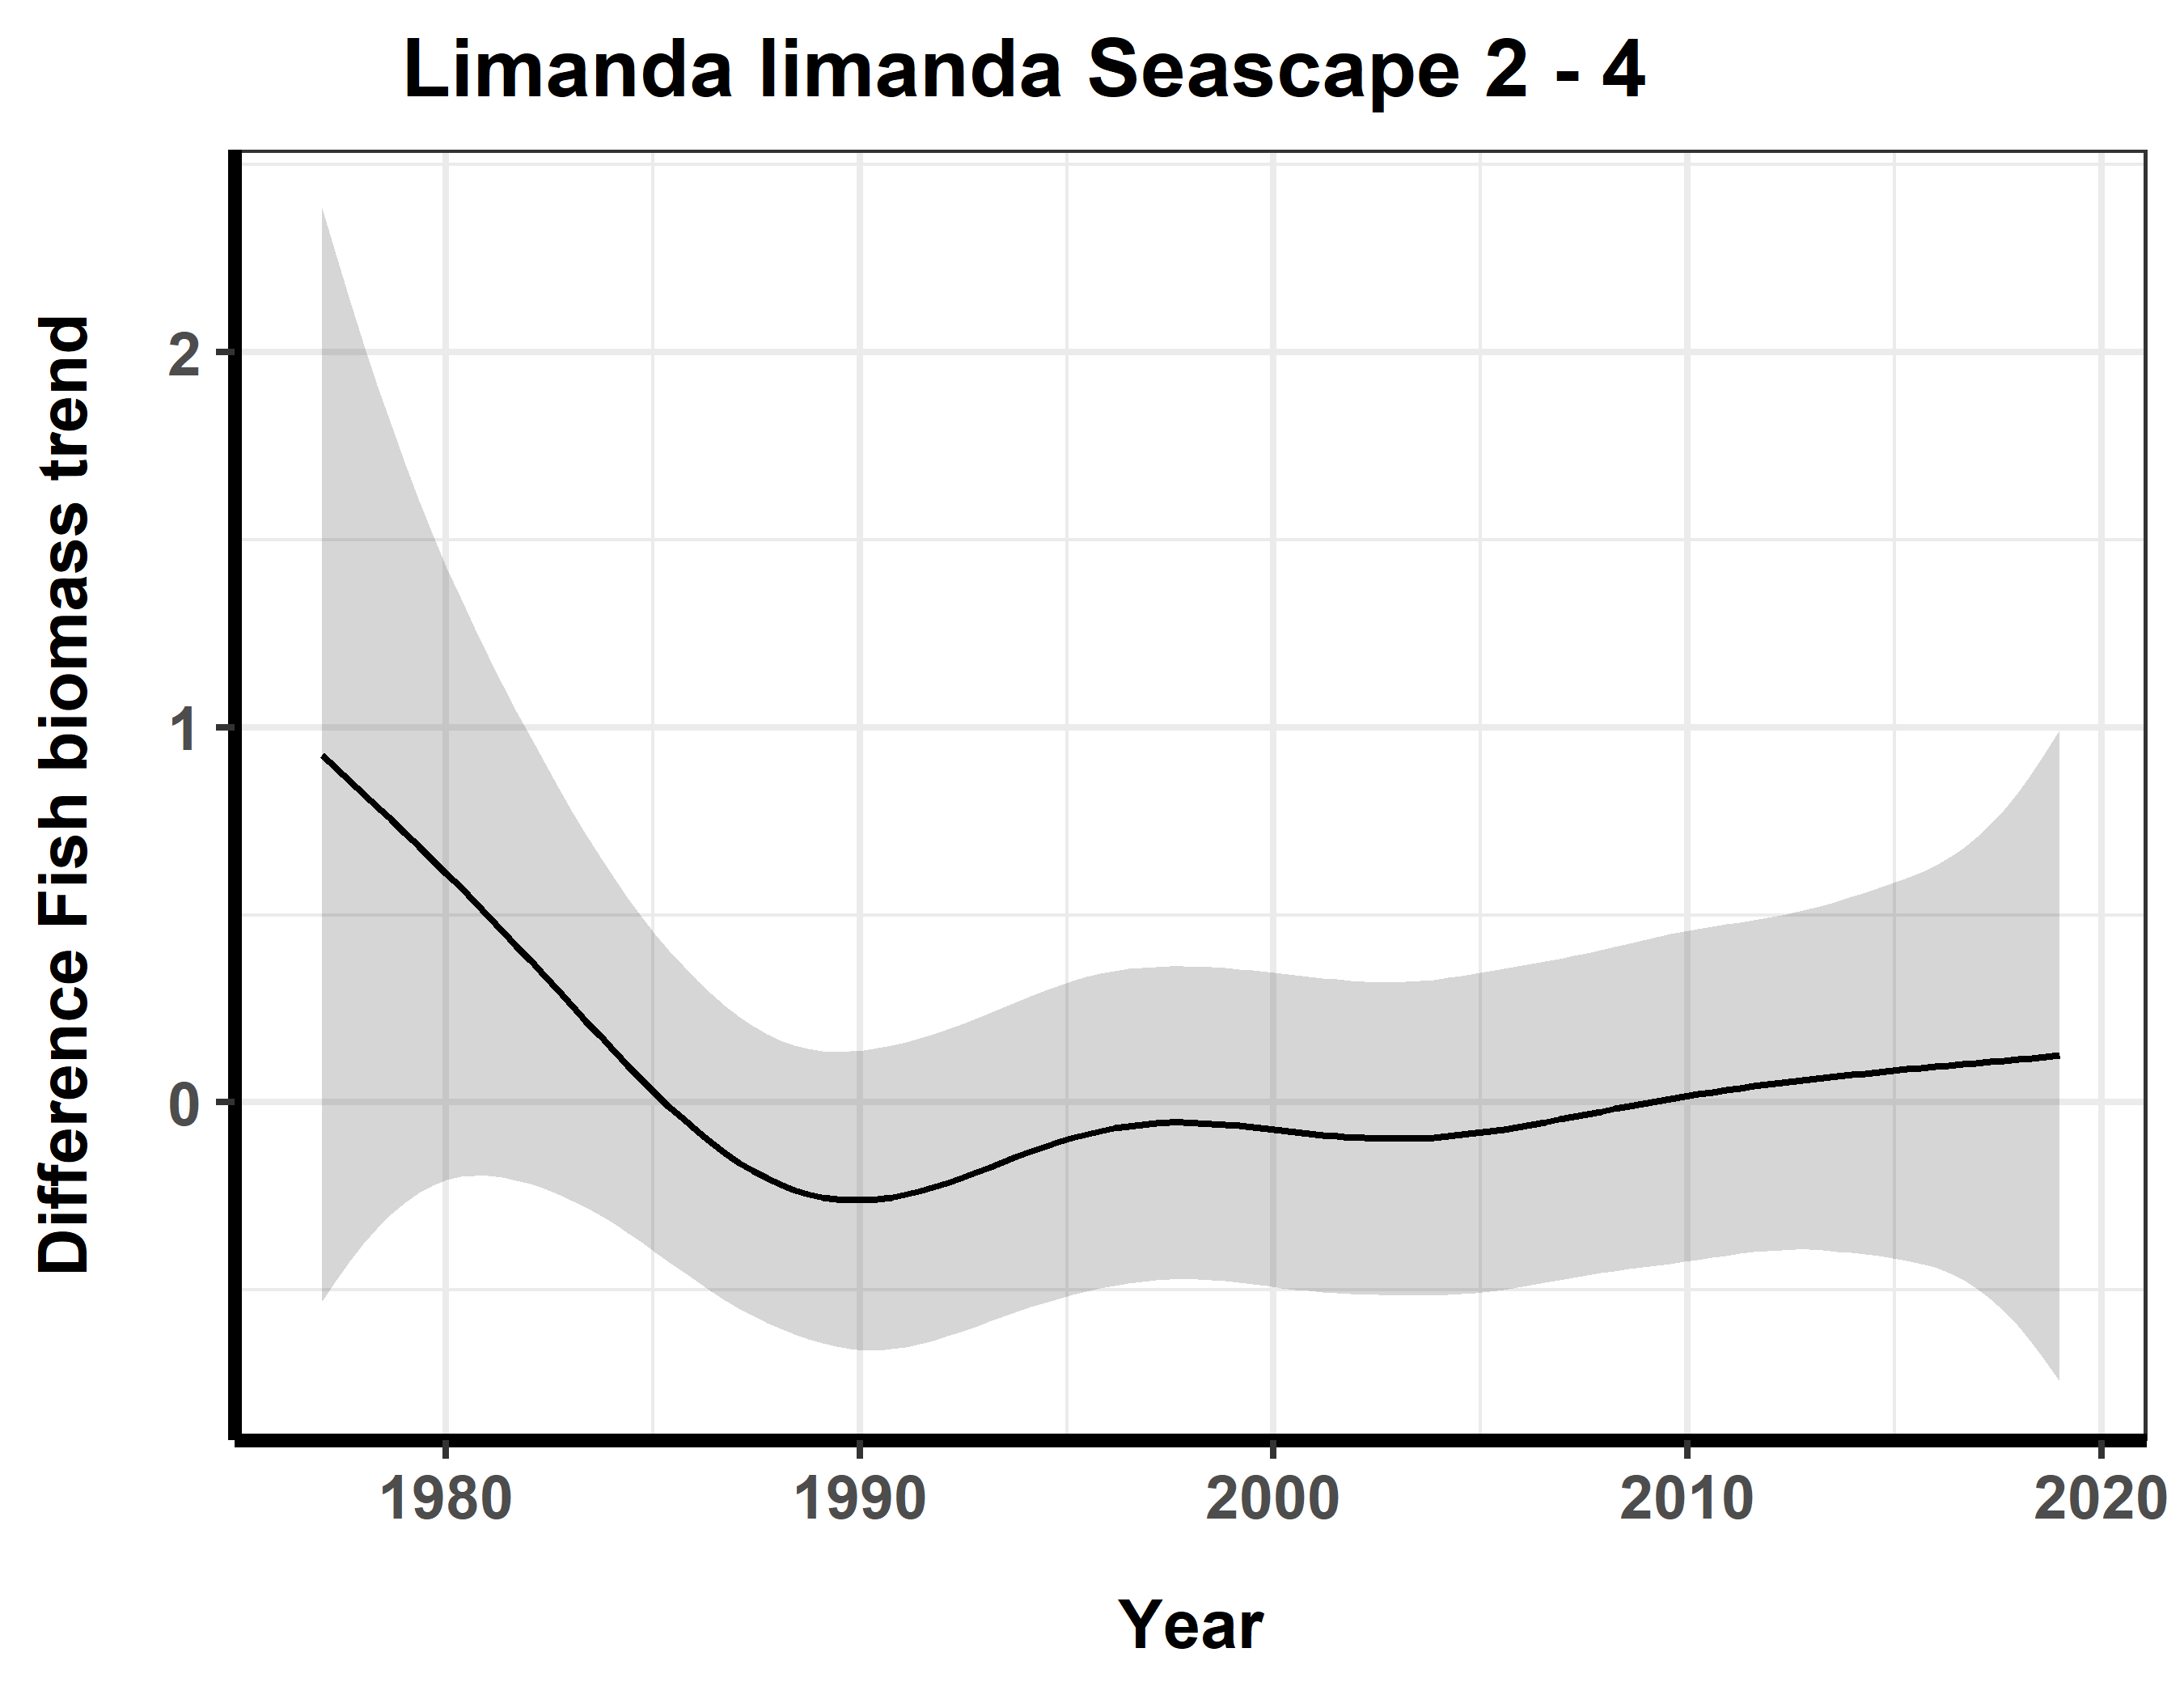 Limanda limanda Seascape 2 - 4
Difference Fish biomass trend
2
1
0
1980 1990 2000 2010 2020
Year